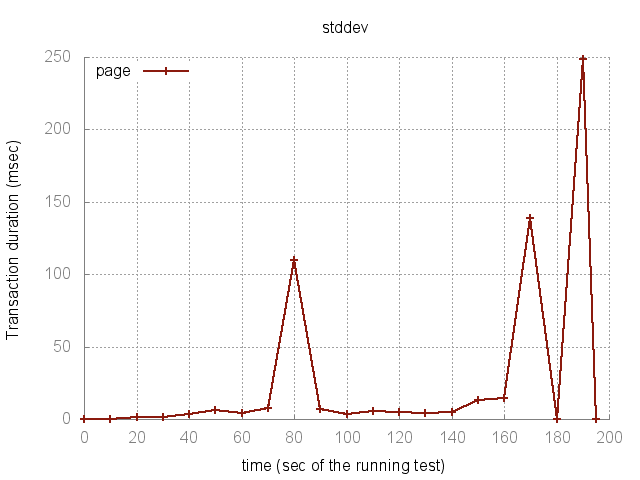 stddev
page
250
200
150
100
50
0
Transaction duration (msec)
0 20 40 60 80 100 120 140 160 180 200
time (sec of the running test)